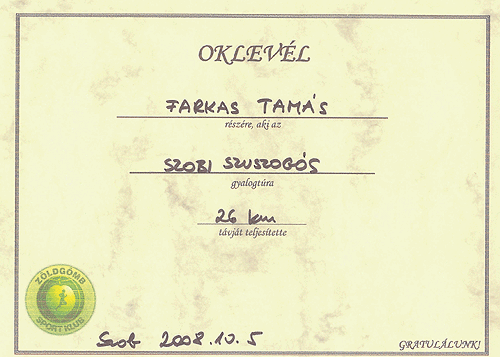 OKLEVÉL
FARKAS TAMÁS
részére, aki az
SZOBI SZUSZOGÓS
gyalogtúra
26 km
távját teljesítette
ZÖLDGÖMB
SPORT KLUB
Szob 2008.10.5
GRATULÁLUNK!